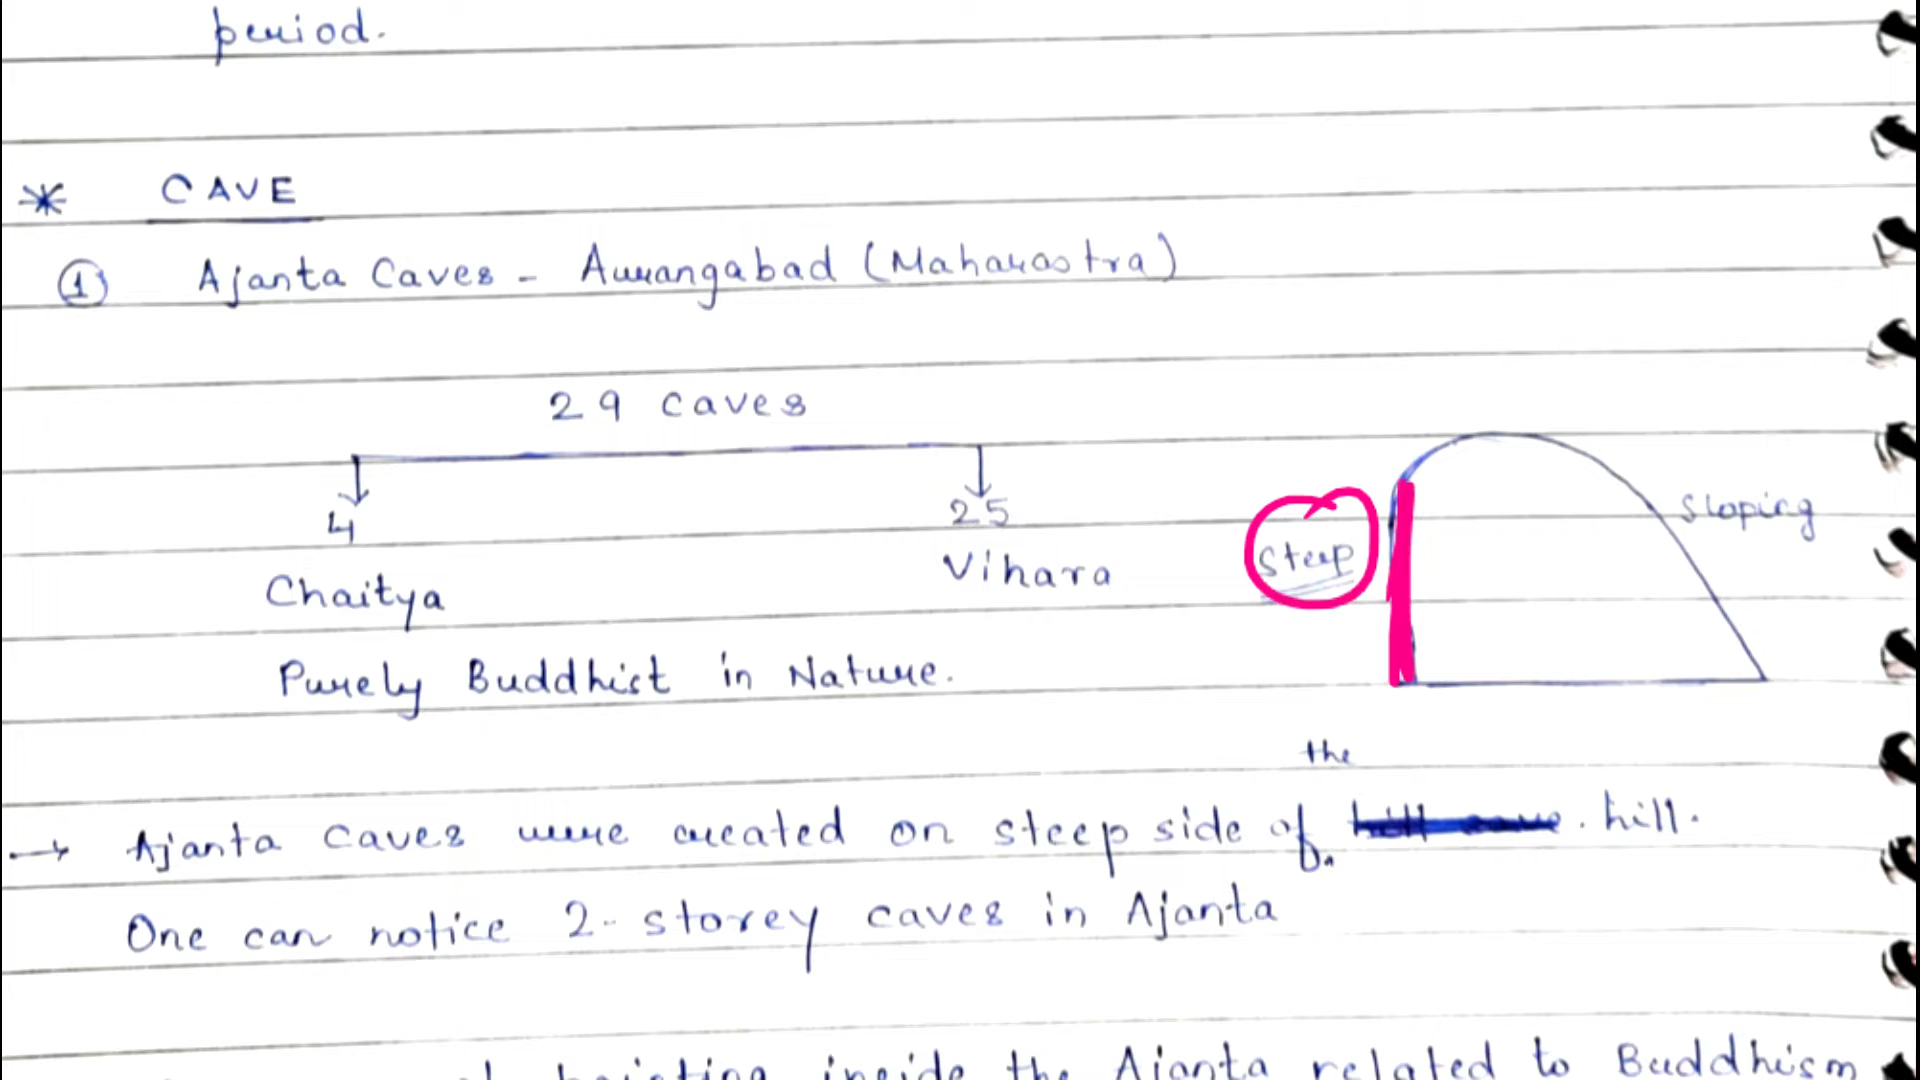 period.
* CAVE
① Ajanta Caves - Aurangabad (Maharastra)
29 caves
4
25
Chaitya
Vihara
Steep
Sloping
Purely Buddhist in Nature.
the
→ Ajanta caves were created on steep side of hill.
One can notice 2-storey caves in Ajanta
painting inside the Ajanta related to Buddhism